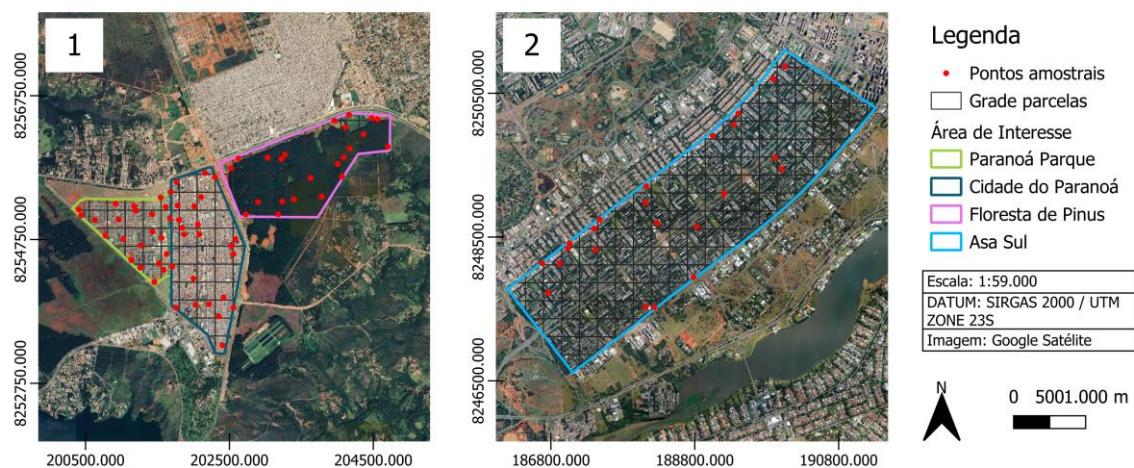 1
8256750.000
8254750.000
8252750.000
200500.000
202500.000
204500.000
2
8250500.000
8248500.000
8246500.000
186800.000
188800.000
190800.000
Legenda
Pontos amostrais
Grade parcelas
Área de Interesse
Paranoá Parque
Cidade do Paranoá
Floresta de Pinus
Asa Sul
Escala: 1:59.000
DATUM: SIRGAS 2000 / UTM
ZONE 23S
Imagem: Google Satélite
N
0 5001.000 m